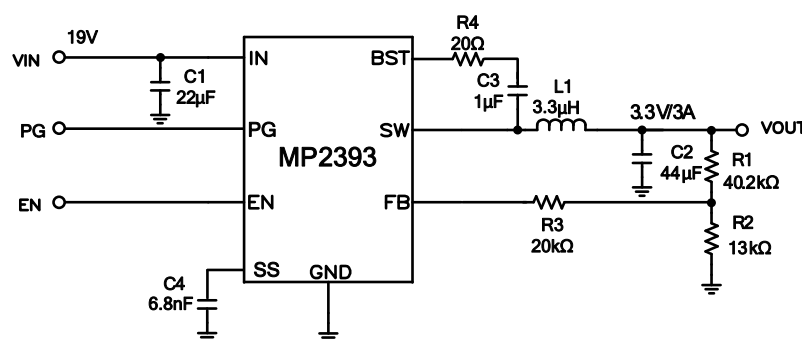 VIN
19V
C1
22μF
PG
EN
C4
6.8nF
IN
PG
EN
SS
GND
MP2393
BST
SW
FB
R4
20Ω
C3
1μF
L1
3.3μH
3.3V/3A
VOUT
C2
44μF
R1
40.2kΩ
R3
20kΩ
R2
13kΩ